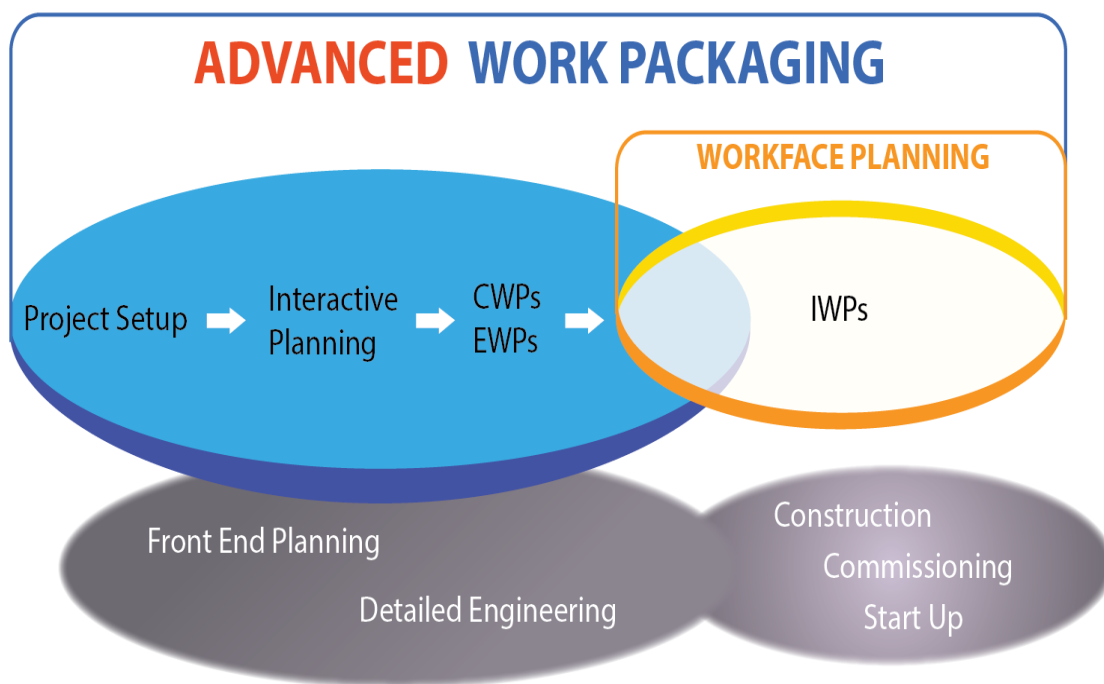 ADVANCED WORK PACKAGING
WORKFACE PLANNING
Project Setup
Interactive
Planning
CWPs
EWPs
IWPs
Front End Planning
Detailed Engineering
Construction
Commissioning
Start Up